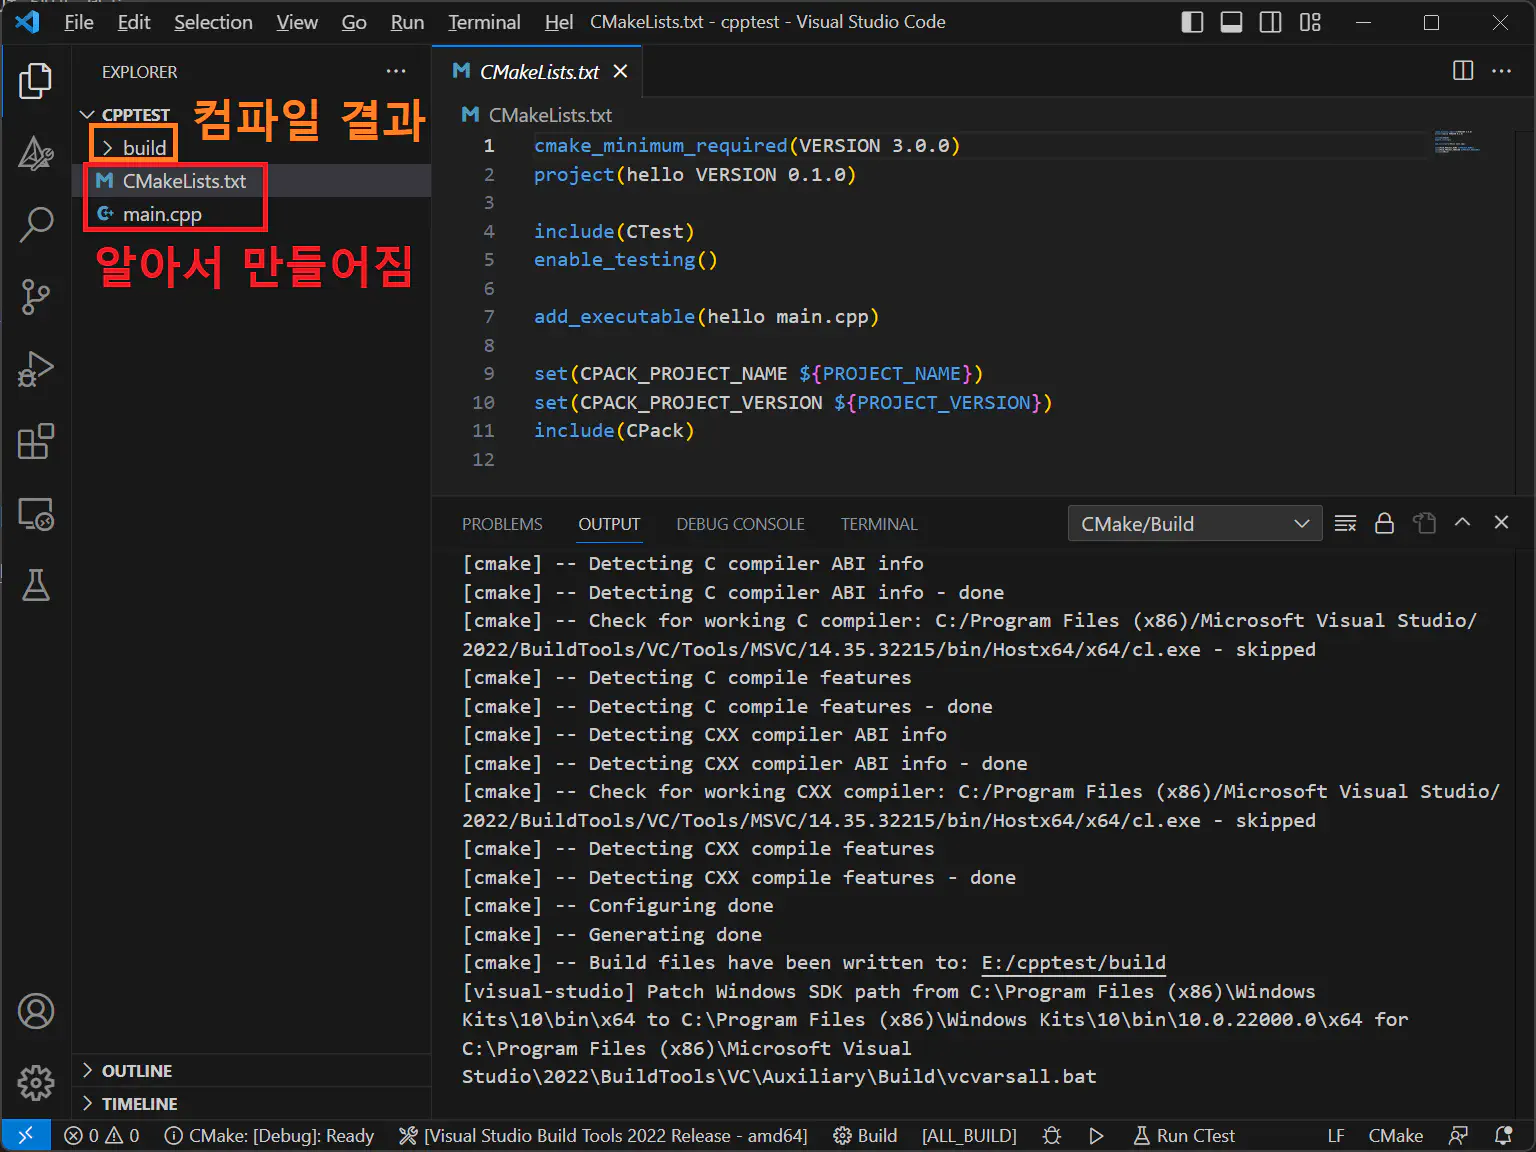 File Edit Selection View Go Run Terminal Hel CMakeLists.txt - cpptest - Visual Studio Code
EXPLORER
CPPTEST
컴파일 결과
build
CMakeLists.txt
main.cpp
알아서 만들어짐
OUTLINE
TIMELINE
CMakeLists.txt
CMakeLists.txt
1 cmake_minimum_required(VERSION 3.0.0)
2 project(hello VERSION 0.1.0)
3
4 include(CTest)
5 enable_testing()
6
7 add_executable(hello main.cpp)
8
9 set(CPACK_PROJECT_NAME ${PROJECT_NAME})
10 set(CPACK_PROJECT_VERSION ${PROJECT_VERSION})
11 include(CPack)
12
PROBLEMS OUTPUT DEBUG CONSOLE TERMINAL CMake/Build
[cmake] -- Detecting C compiler ABI info
[cmake] -- Detecting C compiler ABI info - done
[cmake] -- Check for working C compiler: C:/Program Files (x86)/Microsoft Visual Studio/
2022/BuildTools/VC/Tools/MSVC/14.35.32215/bin/Hostx64/x64/cl.exe - skipped
[cmake] -- Detecting C compile features
[cmake] -- Detecting C compile features - done
[cmake] -- Detecting CXX compiler ABI info
[cmake] -- Detecting CXX compiler ABI info - done
[cmake] -- Check for working CXX compiler: C:/Program Files (x86)/Microsoft Visual Studio/
2022/BuildTools/VC/Tools/MSVC/14.35.32215/bin/Hostx64/x64/cl.exe - skipped
[cmake] -- Detecting CXX compile features
[cmake] -- Detecting CXX compile features - done
[cmake] -- Configuring done
[cmake] -- Generating done
[cmake] -- Build files have been written to: E:/cpptest/build
[visual-studio] Patch Windows SDK path from C:\Program Files (x86)\Windows
Kits\10\bin\x64 to C:\Program Files (x86)\Windows Kits\10\bin\10.0.22000.0\x64 for
C:\Program Files (x86)\Microsoft Visual
Studio\2022\BuildTools\VC\Auxiliary\Build\vcvarsall.bat
0 0 CMake: [Debug]: Ready [Visual Studio Build Tools 2022 Release - amd64] Build [ALL_BUILD] Run CTest LF CMake